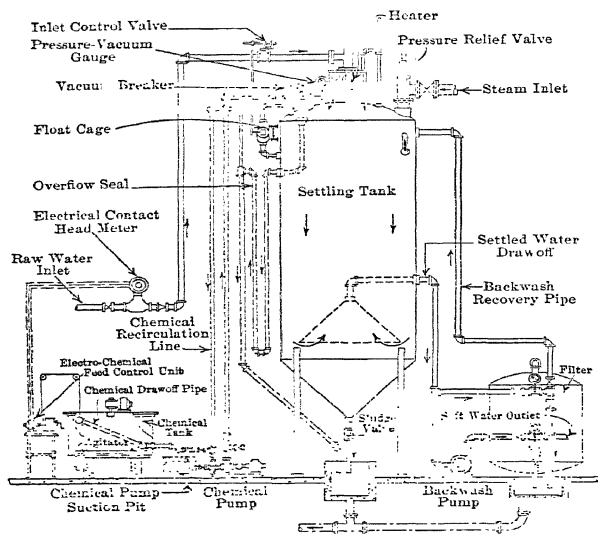 Heater
Inlet Control Valve
Pressure-Vacuum
Gauge
Pressure Relief Valve
Vacuum Breaker
Steam Inlet
Float Cage
Overflow Seal
Settling Tank
Electrical Contact
Head Meter
Settled Water
Drawoff
Raw Water
Inlet
Backwash
Recovery Pipe
Chemical
Recirculation
Line
Electro-Chemical
Feed Control Unit
Filter
Chemical Drawoff Pipe
Chemical
Tank
Agitator
Sludge
Valve
Soft Water Outlet
Chemical Pump
Suction Pit
Chemical
Pump
Backwash
Pump